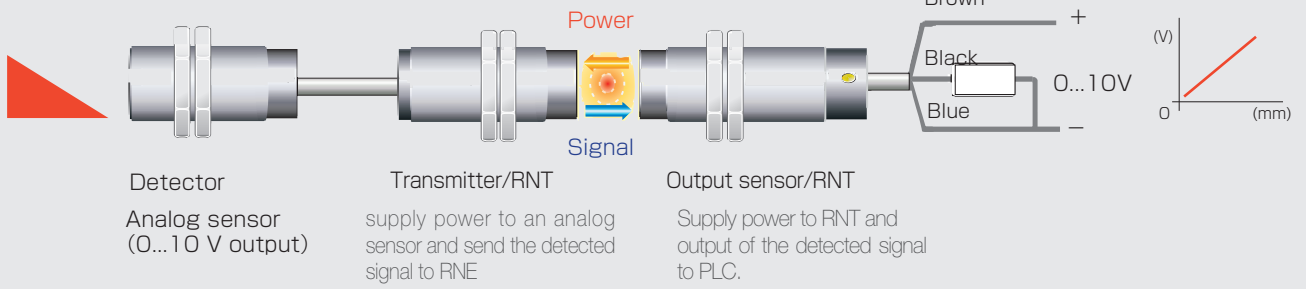 Power
Signal
Brown
Black
Blue
+
0...10V
−
(V)
0
(mm)
Detector
Analog sensor
(0...10 V output)
Transmitter/RNT
supply power to an analog
sensor and send the detected
signal to RNE
Output sensor/RNT
Supply power to RNT and
output of the detected signal
to PLC.